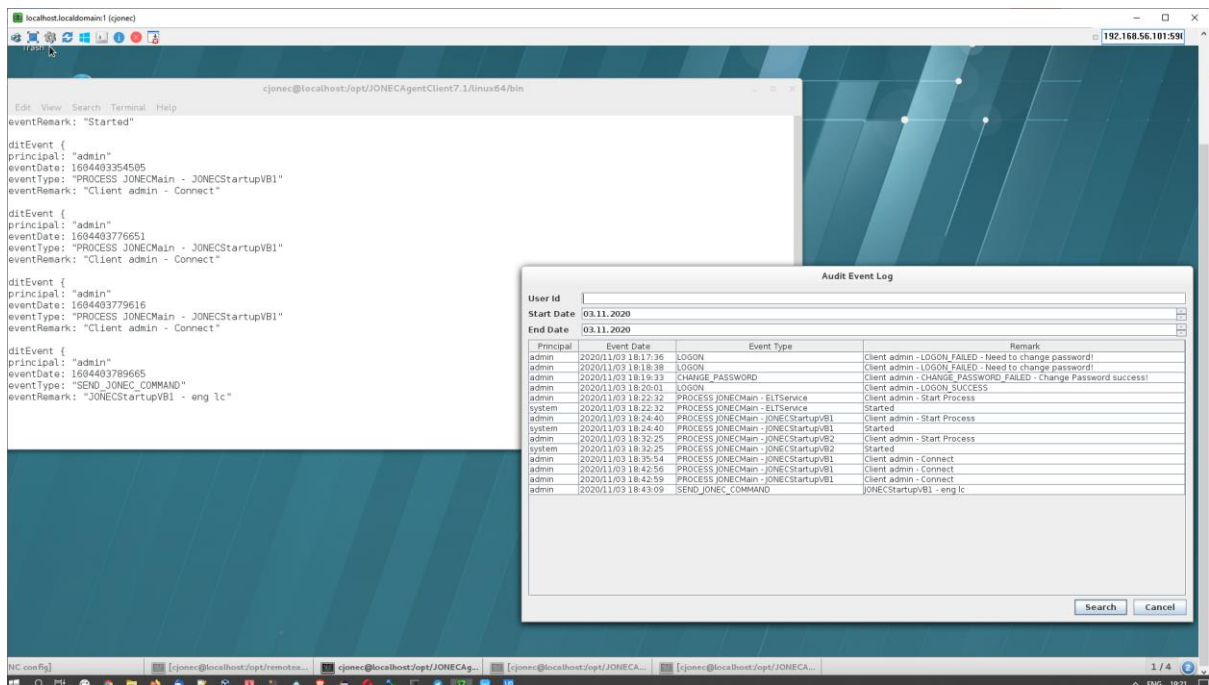 localhost.localdomain:1 (cjonec)
192.168.56.101:590
Trash
cjonec@localhost:/opt/JONECAgentClient7.1/linux64/bin
Edit View Search Terminal Help
eventRemark: "Started"
ditEvent {
principal: "admin"
eventDate: 1604403354505
eventType: "PROCESS JONECMain - JONECStartupVB1"
eventRemark: "Client admin - Connect"
ditEvent {
principal: "admin"
eventDate: 1604403776651
eventType: "PROCESS JONECMain - JONECStartupVB1"
eventRemark: "Client admin - Connect"
ditEvent {
principal: "admin"
eventDate: 1604403779616
eventType: "PROCESS JONECMain - JONECStartupVB1"
eventRemark: "Client admin - Connect"
ditEvent {
principal: "admin"
eventDate: 1604403789665
eventType: "SEND_JONEC_COMMAND"
eventRemark: "JONECStartupVB1 - eng lc"
Audit Event Log
User Id
Start Date 03.11.2020
End Date 03.11.2020
Principal Event Date Event Type Remark
admin 2020/11/03 18:17:36 LOGON Client admin - LOGON_FAILED - Need to change password!
admin 2020/11/03 18:18:38 LOGON Client admin - LOGON_FAILED - Need to change password!
admin 2020/11/03 18:19:33 CHANGE_PASSWORD Client admin - CHANGE_PASSWORD_FAILED - Change Password success!
admin 2020/11/03 18:20:01 LOGON Client admin - LOGON_SUCCESS
admin 2020/11/03 18:22:32 PROCESS JONECMain - ELTService Client admin - Start Process
system 2020/11/03 18:22:32 PROCESS JONECMain - ELTService Started
admin 2020/11/03 18:24:40 PROCESS JONECMain - JONECStartupVB1 Client admin - Start Process
system 2020/11/03 18:24:40 PROCESS JONECMain - JONECStartupVB1 Started
admin 2020/11/03 18:32:25 PROCESS JONECMain - JONECStartupVB2 Client admin - Start Process
system 2020/11/03 18:32:25 PROCESS JONECMain - JONECStartupVB2 Started
admin 2020/11/03 18:35:54 PROCESS JONECMain - JONECStartupVB1 Client admin - Connect
admin 2020/11/03 18:42:56 PROCESS JONECMain - JONECStartupVB1 Client admin - Connect
admin 2020/11/03 18:42:59 PROCESS JONECMain - JONECStartupVB1 Client admin - Connect
admin 2020/11/03 18:43:09 SEND_JONEC_COMMAND JONECStartupVB1 - eng lc
Search Cancel
NC config] [cjonec@localhost:/opt/remotea... cjonec@localhost:/opt/JONECAg... [cjonec@localhost:/opt/JONECA... [cjonec@localhost:/opt/JONECA... 1 / 4 2
ENG 19:21